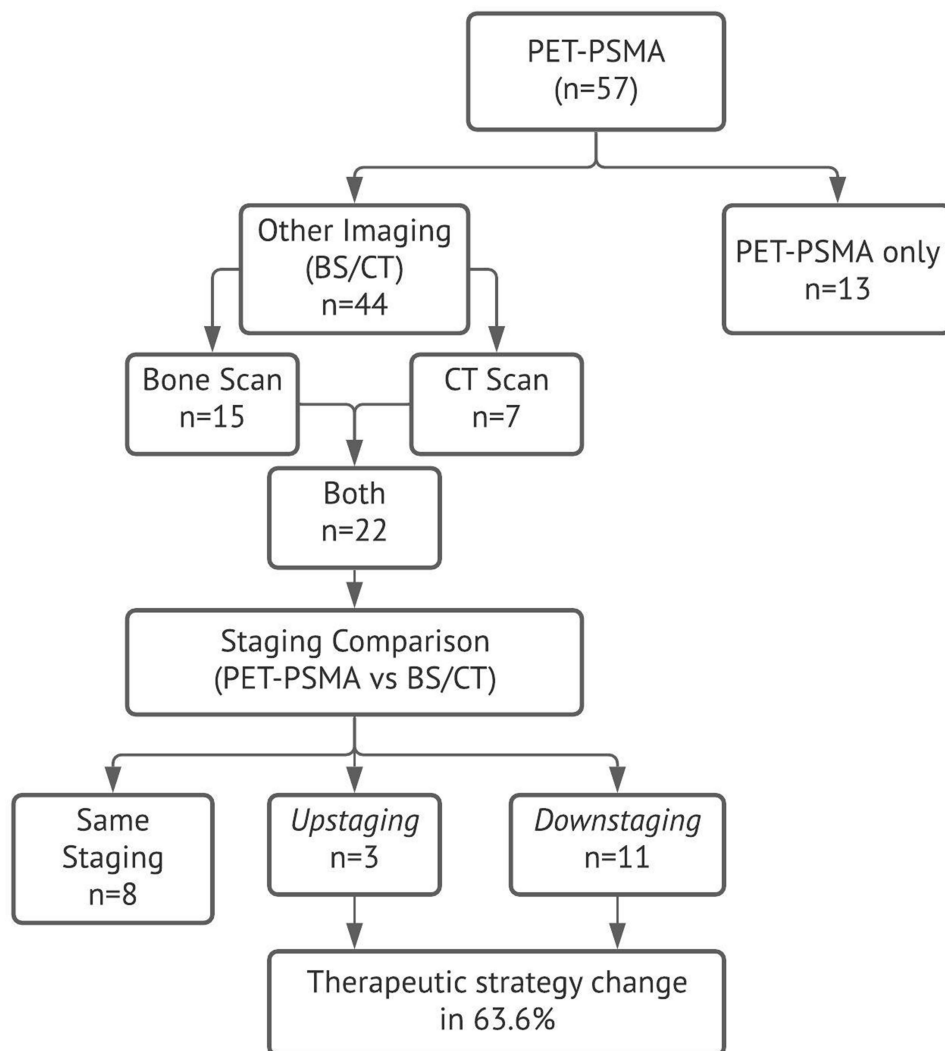 PET-PSMA
(n=57)
Other Imaging
(BS/CT)
n=44
PET-PSMA only
n=13
Bone Scan
n=15
CT Scan
n=7
Both
n=22
Staging Comparison
(PET-PSMA vs BS/CT)
Same
Staging
n=8
Upstaging
n=3
Downstaging
n=11
Therapeutic strategy change
in 63.6%